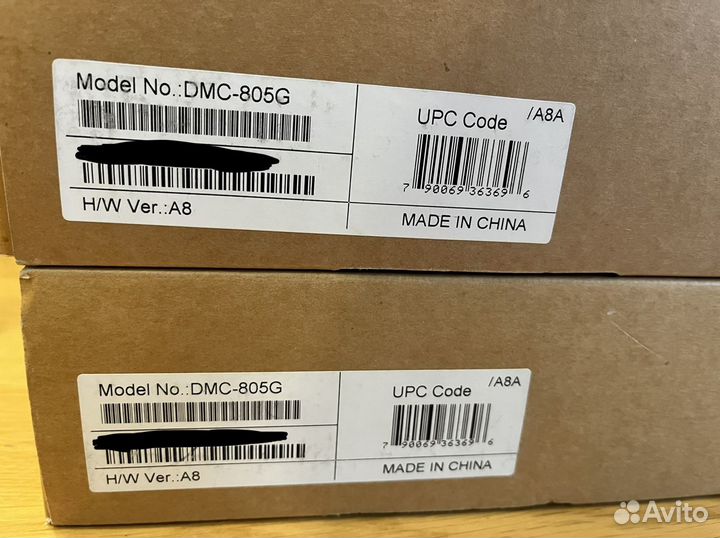 Model No.:DMC-805G
H/W Ver.:A8
UPC Code /A8A
7 90069 36369 6
MADE IN CHINA
Model No.:DMC-805G
H/W Ver.:A8
UPC Code /A8A
7 90069 36369 6
MADE IN CHINA
Avito